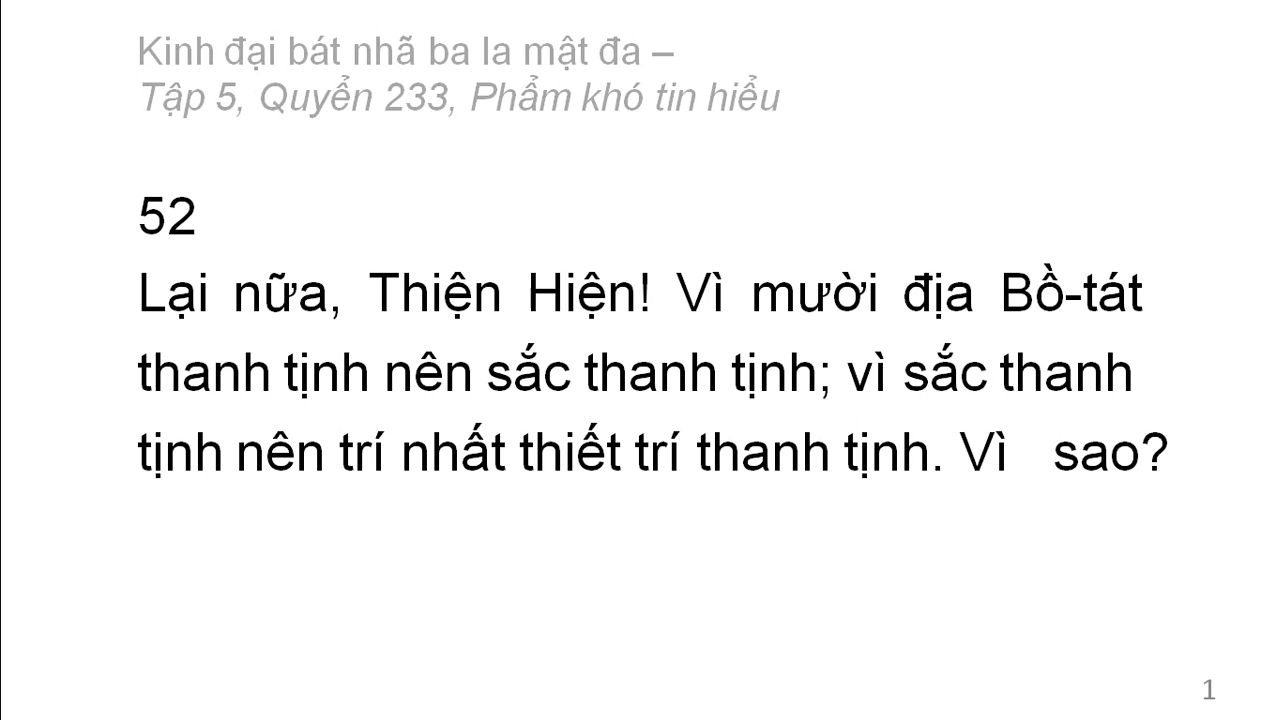 Kinh đại bát nhã ba la mật đa –
Tập 5, Quyển 233, Phẩm khó tin hiểu
52
Lại nữa, Thiện Hiện! Vì mười địa Bồ-tát
thanh tịnh nên sắc thanh tịnh; vì sắc thanh
tịnh nên trí nhất thiết trí thanh tịnh. Vì sao?
1